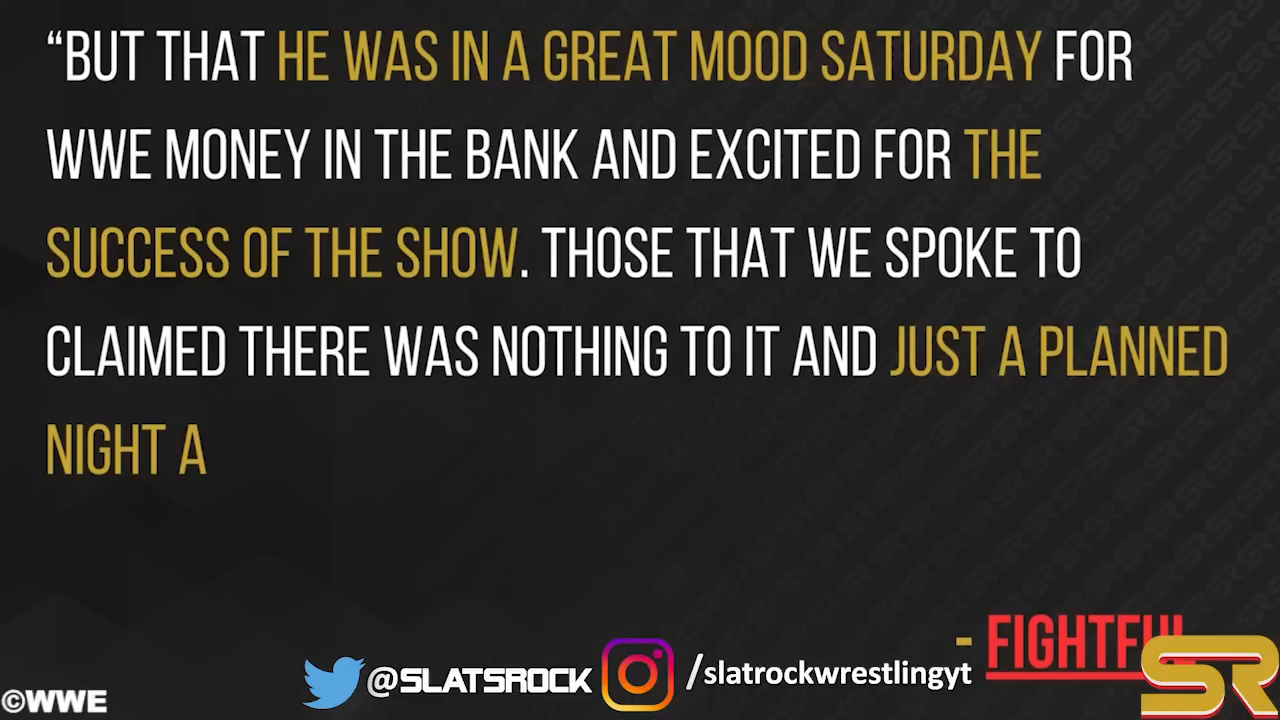 “BUT THAT HE WAS IN A GREAT MOOD SATURDAY FOR
WWE MONEY IN THE BANK AND EXCITED FOR THE
SUCCESS OF THE SHOW. THOSE THAT WE SPOKE TO
CLAIMED THERE WAS NOTHING TO IT AND JUST A PLANNED
NIGHT A
- FIGHTFUL
@SLATSROCK /slatrockwrestlingyt
SR
©WWE